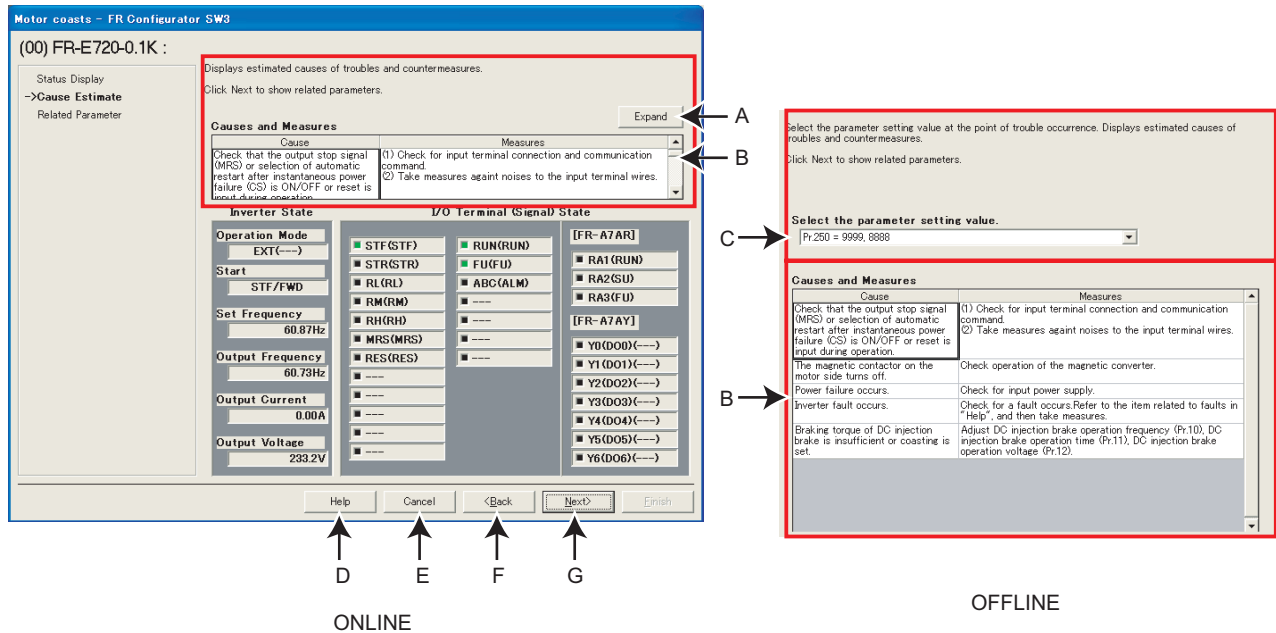 Motor coasts - FR Configurator SW3
(00) FR-E720-0.1K :
Status Display
->Cause Estimate
Related Parameter
Displays estimated causes of troubles and countermeasures.
Click Next to show related parameters.
Expand
A
Causes and Measures
Cause
Measures
Check that the output stop signal
(MRS) or selection of automatic
restart after instantaneous power
failure (CS) is ON/OFF or reset is
input during operation
(1) Check for input terminal connection and communication
command.
(2) Take measures againt noises to the input terminal wires.
B
Inverter State
I/O Terminal (Signal) State
Operation Mode
EXT(---)
Start
STF/FWD
Set Frequency
60.87Hz
Output Frequency
60.73Hz
Output Current
0.00A
Output Voltage
233.2V
STF(STF)
STR(STR)
RL(RL)
RM(RM)
RH(RH)
MRS(MRS)
RES(RES)
---
---
---
---
---
RUN(RUN)
FU(FU)
ABC(ALM)
---
---
---
---
[FR-A7AR]
RA1(RUN)
RA2(SU)
RA3(FU)
[FR-A7AY]
Y0(DO0)(---)
Y1(DO1)(---)
Y2(DO2)(---)
Y3(DO3)(---)
Y4(DO4)(---)
Y5(DO5)(---)
Y6(DO6)(---)
Help
Cancel
<Back
Next>
Finish
D
E
F
G
ONLINE
Select the parameter setting value at the point of trouble occurrence. Displays estimated causes of
troubles and countermeasures.
Click Next to show related parameters.
Select the parameter setting value.
C
Pr.250 = 9999, 8888
Causes and Measures
Cause
Measures
Check that the output stop signal
(MRS) or selection of automatic
restart after instantaneous power
failure (CS) is ON/OFF or reset is
input during operation.
(1) Check for input terminal connection and communication
command.
(2) Take measures againt noises to the input terminal wires.
The magnetic contactor on the
motor side turns off.
Check operation of the magnetic converter.
Power failure occurs.
Check for input power supply.
B
Inverter fault occurs.
Check for a fault occurs.Refer to the item related to faults in
"Help", and then take measures.
Braking torque of DC injection
brake is insufficient or coasting is
set.
Adjust DC injection brake operation frequency (Pr.10), DC
injection brake operation time (Pr.11), DC injection brake
operation voltage (Pr.12).
OFFLINE